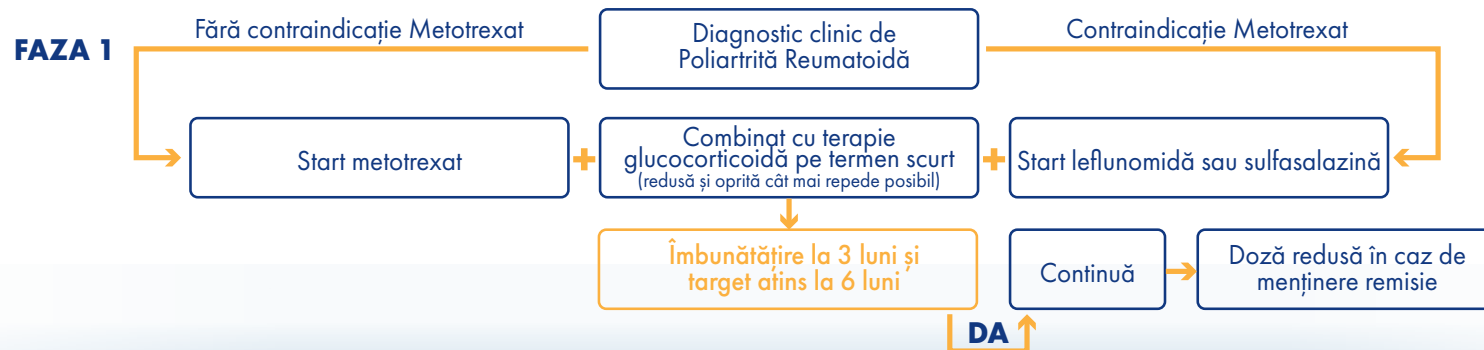 FAZA 1
Fără contraindicație Metotrexat
Diagnostic clinic de
Poliartrită Reumatoidă
Contraindicație Metotrexat
Start metotrexat
+
Combinat cu terapie
glucocorticoidă pe termen scurt
(redusă și oprită cât mai repede posibil)
+
Start leflunomidă sau sulfasalazină
Îmbunătățire la 3 luni și
target atins la 6 luni
Continuă
Doză redusă în caz de
menținere remisie
DA